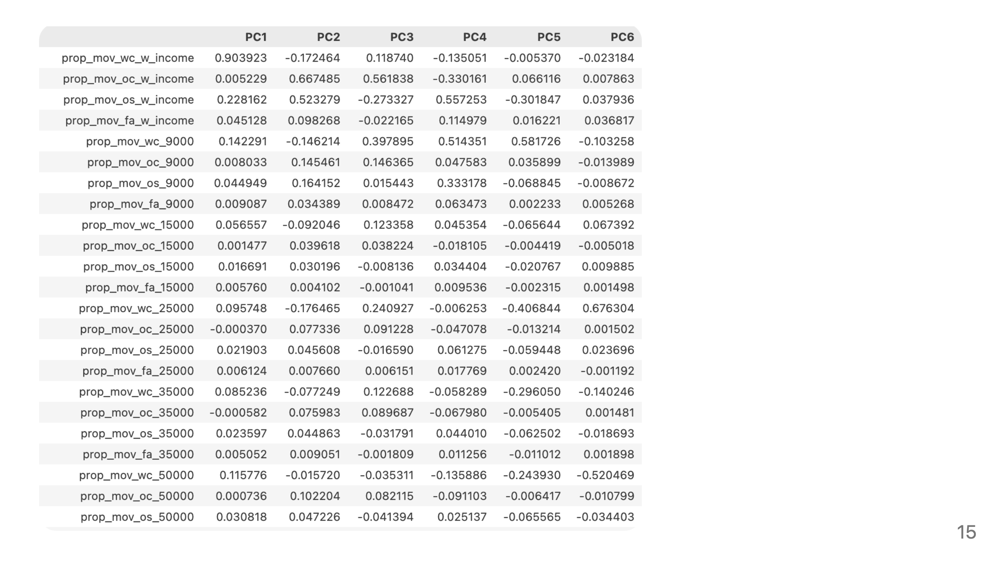 PC1 PC2 PC3 PC4 PC5 PC6
prop_mov_wc_w_income 0.903923 -0.172464 0.118740 -0.135051 -0.005370 -0.023184
prop_mov_oc_w_income 0.005229 0.667485 0.561838 -0.330161 0.066116 0.007863
prop_mov_os_w_income 0.228162 0.523279 -0.273327 0.557253 -0.301847 0.037936
prop_mov_fa_w_income 0.045128 0.098268 -0.022165 0.114979 0.016221 0.036817
prop_mov_wc_9000 0.142291 -0.146214 0.397895 0.514351 0.581726 -0.103258
prop_mov_oc_9000 0.008033 0.145461 0.146365 0.047583 0.035899 -0.013989
prop_mov_os_9000 0.044949 0.164152 0.015443 0.333178 -0.068845 -0.008672
prop_mov_fa_9000 0.009087 0.034389 0.008472 0.063473 0.002233 0.005268
prop_mov_wc_15000 0.056557 -0.092046 0.123358 0.045354 -0.065644 0.067392
prop_mov_oc_15000 0.001477 0.039618 0.038224 -0.018105 -0.004419 -0.005018
prop_mov_os_15000 0.016691 0.030196 -0.008136 0.034404 -0.020767 0.009885
prop_mov_fa_15000 0.005760 0.004102 -0.001041 0.009536 -0.002315 0.001498
prop_mov_wc_25000 0.095748 -0.176465 0.240927 -0.006253 -0.406844 0.676304
prop_mov_oc_25000 -0.000370 0.077336 0.091228 -0.047078 -0.013214 0.001502
prop_mov_os_25000 0.021903 0.045608 -0.016590 0.061275 -0.059448 0.023696
prop_mov_fa_25000 0.006124 0.007660 0.006151 0.017769 0.002420 -0.001192
prop_mov_wc_35000 0.085236 -0.077249 0.122688 -0.058289 -0.296050 -0.140246
prop_mov_oc_35000 -0.000582 0.075983 0.089687 -0.067980 -0.005405 0.001481
prop_mov_os_35000 0.023597 0.044863 -0.031791 0.044010 -0.062502 -0.018693
prop_mov_fa_35000 0.005052 0.009051 -0.001809 0.011256 -0.011012 0.001898
prop_mov_wc_50000 0.115776 -0.015720 -0.035311 -0.135886 -0.243930 -0.520469
prop_mov_oc_50000 0.000736 0.102204 0.082115 -0.091103 -0.006417 -0.010799
prop_mov_os_50000 0.030818 0.047226 -0.041394 0.025137 -0.065565 -0.034403
15